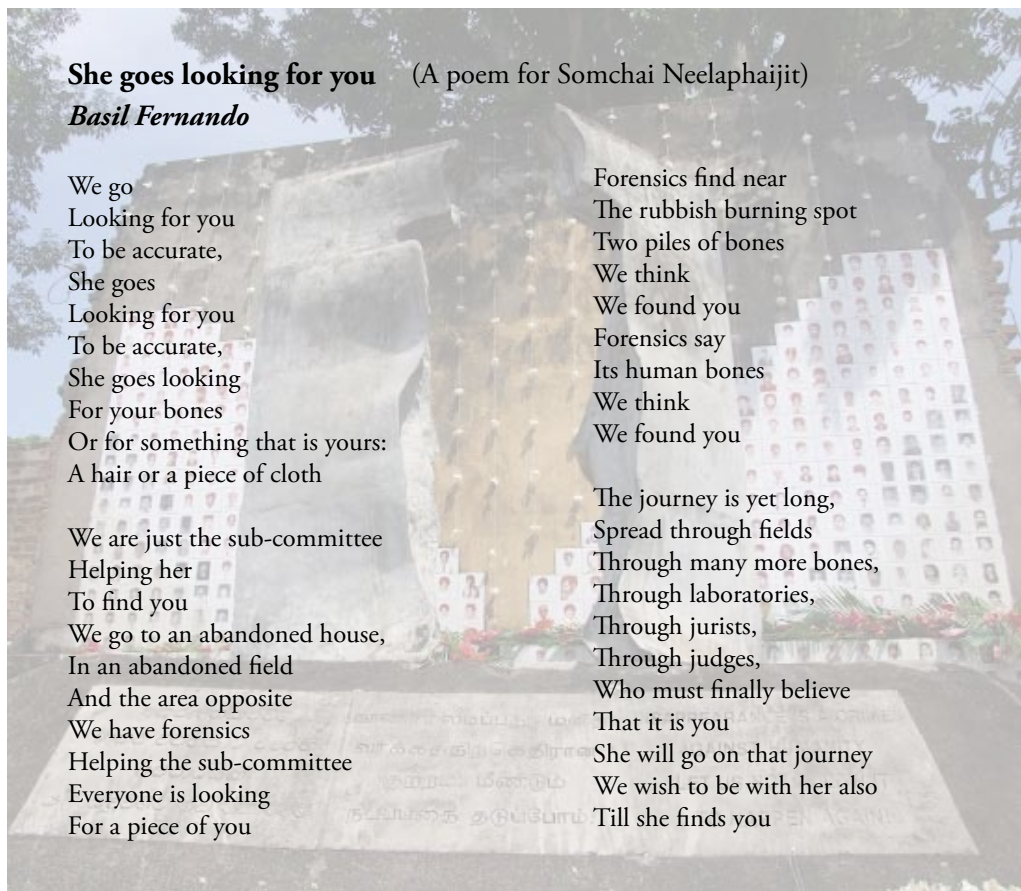 She goes looking for you (A poem for Somchai Neelaphaijit)
Basil Fernando
We go
Looking for you
To be accurate,
She goes
Looking for you
To be accurate,
She goes looking
For your bones
Or for something that is yours:
A hair or a piece of cloth
We are just the sub-committee
Helping her
To find you
We go to an abandoned house,
In an abandoned field
And the area opposite
We have forensics
Helping the sub-committee
Everyone is looking
For a piece of you
Forensics find near
The rubbish burning spot
Two piles of bones
We think
We found you
Forensics say
Its human bones
We think
We found you
The journey is yet long,
Spread through fields
Through many more bones,
Through laboratories,
Through jurists,
Through judges,
Who must finally believe
That it is you
She will go on that journey
We wish to be with her also
Till she finds you